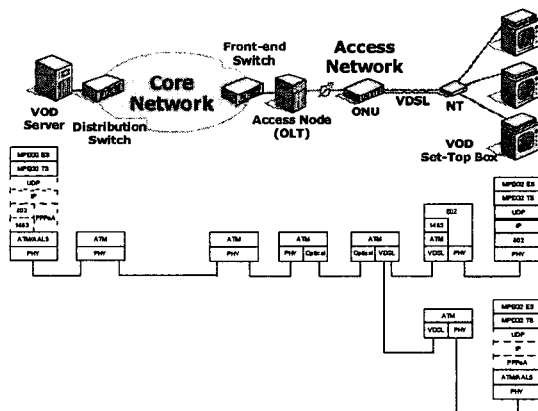 Front-end
Switch
Access
Network
Core
Network
VOD
Server
Distribution
Switch
Access Node
(OLT)
ONU
VDSL
NT
VOD
Set-Top Box
MPEG2 ES
MPEG2 TS
UDP
IP
802
1483
PPPoA
ATM/AAL5
PHY
ATM
PHY
ATM
PHY
ATM
PHY Optical
ATM
Optical VDSL
802
1483
ATM
VDSL PHY
MPEG2 ES
MPEG2 TS
UDP
IP
802
PHY
ATM
VDSL PHY
MPEG2 ES
MPEG2 TS
UDP
IP
PPPoA
ATM/AAL5
PHY